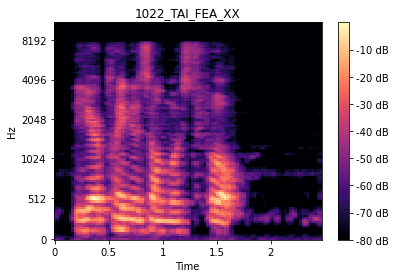 1022_TAI_FEA_XX
8192
4096
2048
1024
512
0
Hz
0
0.5
1
1.5
2
Time
-10 dB
-20 dB
-30 dB
-40 dB
-50 dB
-60 dB
-70 dB
-80 dB